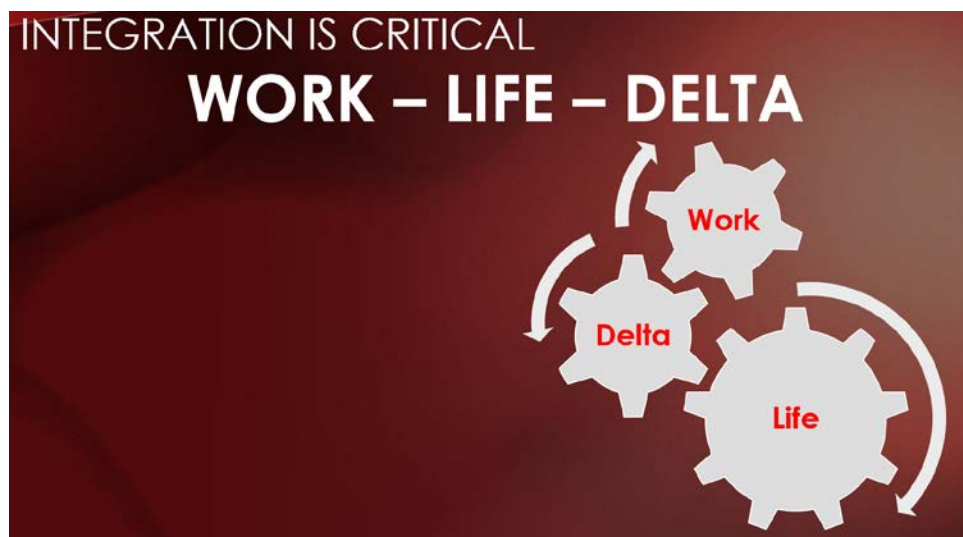 INTEGRATION IS CRITICAL
WORK – LIFE – DELTA
Work
Delta
Life